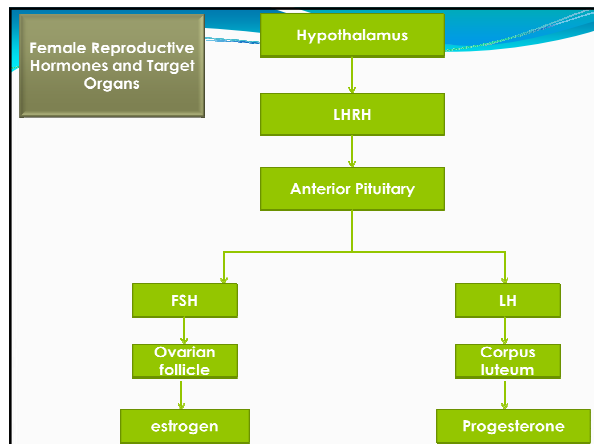 Female Reproductive
Hormones and Target
Organs
Hypothalamus
LHRH
Anterior Pituitary
FSH
LH
Ovarian
follicle
Corpus
luteum
estrogen
Progesterone